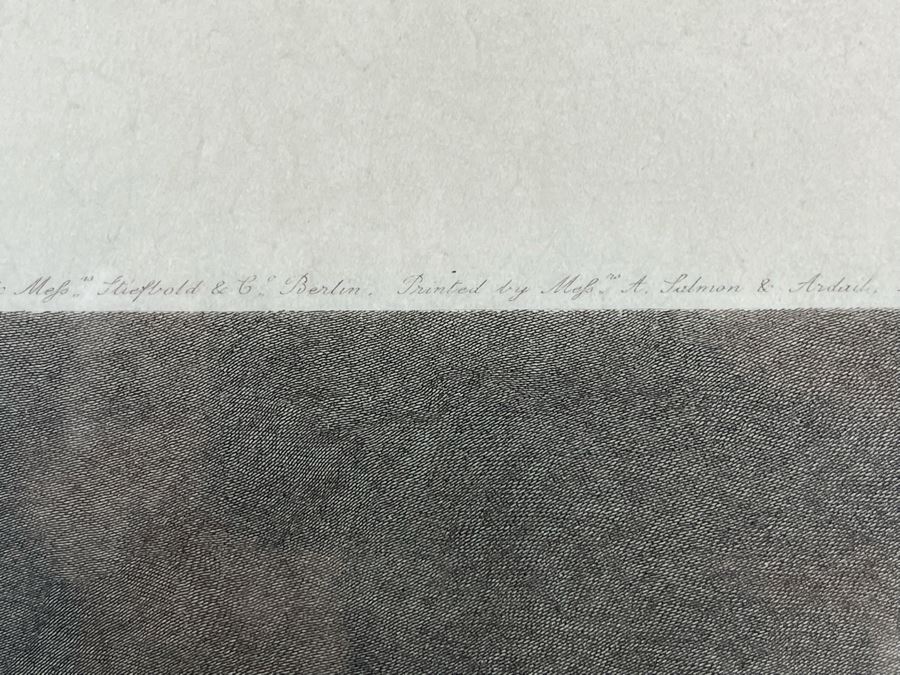 Mess.rs Stiefbold & C.o Berlin. Printed by Mess.rs A. Salmon & Ardail.